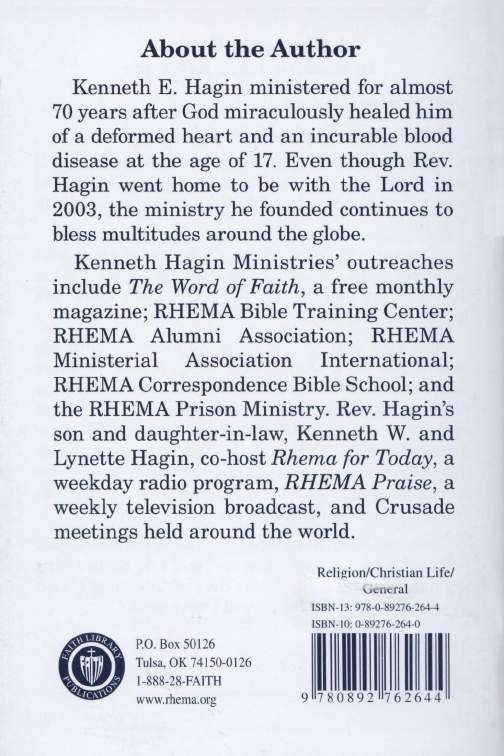 About the Author
Kenneth E. Hagin ministered for almost
70 years after God miraculously healed him
of a deformed heart and an incurable blood
disease at the age of 17. Even though Rev.
Hagin went home to be with the Lord in
2003, the ministry he founded continues to
bless multitudes around the globe.
Kenneth Hagin Ministries' outreaches
include The Word of Faith, a free monthly
magazine; RHEMA Bible Training Center;
RHEMA Alumni Association; RHEMA
Ministerial Association International;
RHEMA Correspondence Bible School; and
the RHEMA Prison Ministry. Rev. Hagin's
son and daughter-in-law, Kenneth W. and
Lynette Hagin, co-host Rhema for Today, a
weekday radio program, RHEMA Praise, a
weekly television broadcast, and Crusade
meetings held around the world.
Religion/Christian Life/
General
ISBN-13: 978-0-89276-264-4
ISBN-10: 0-89276-264-0
FAITH LIBRARY
PUBLICATIONS
P.O. Box 50126
Tulsa, OK 74150-0126
1-888-28-FAITH
www.rhema.org
9 780892 762644